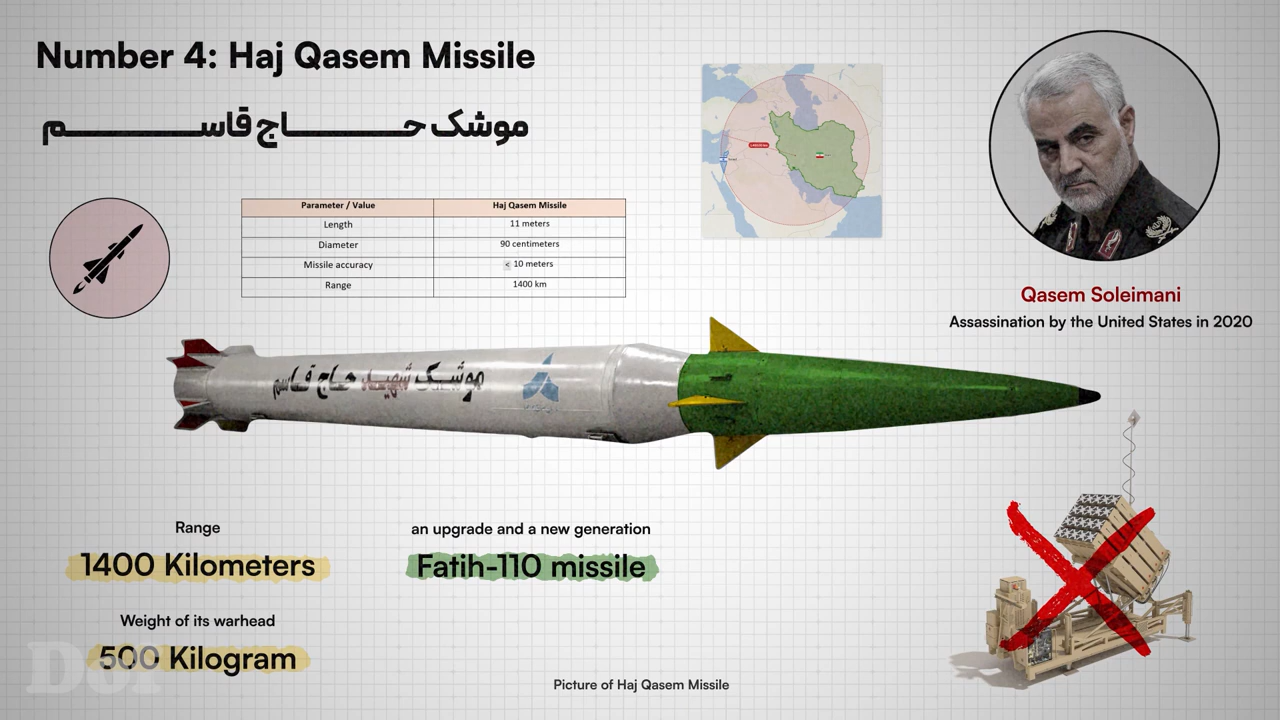 Number 4: Haj Qasem Missile
موشک حـــــاج قاســـــم
Parameter / Value Haj Qasem Missile
Length 11 meters
Diameter 90 centimeters
Missile accuracy < 10 meters
Range 1400 km
Qasem Soleimani
Assassination by the United States in 2020
موشک شهید حاج قاسم
Range
1400 Kilometers
an upgrade and a new generation
Fatih-110 missile
Weight of its warhead
500 Kilogram
Picture of Haj Qasem Missile